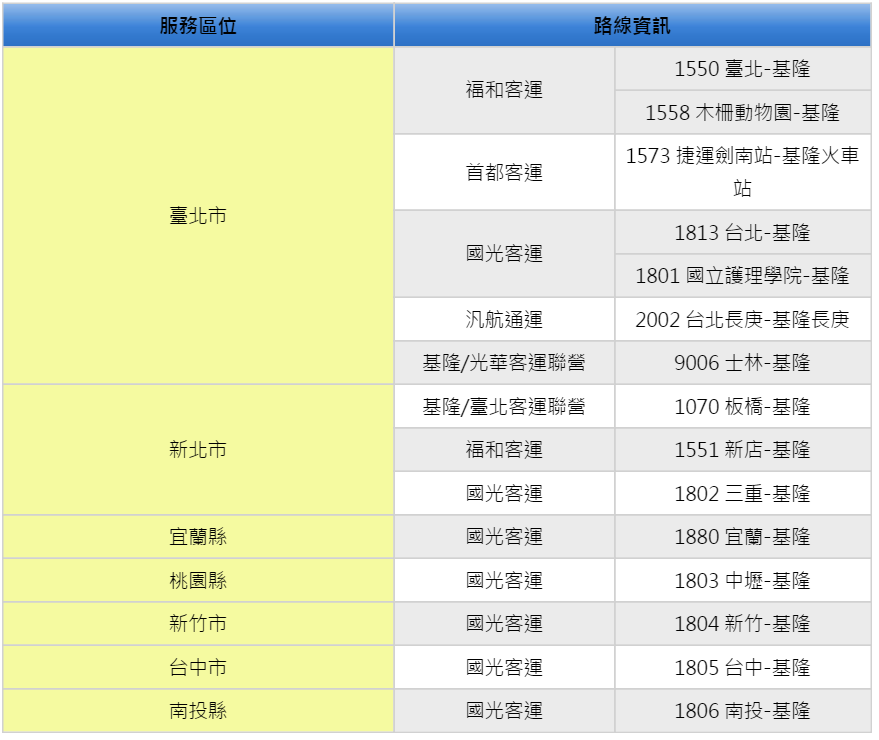 服務區位 路線資訊
臺北市
福和客運
1550 臺北-基隆
1558 木柵動物園-基隆
首都客運
1573 捷運劍南站-基隆火車
站
國光客運
1813 台北-基隆
1801 國立護理學院-基隆
汎航通運 2002 台北長庚-基隆長庚
基隆/光華客運聯營 9006 士林-基隆
新北市
基隆/臺北客運聯營 1070 板橋-基隆
福和客運 1551 新店-基隆
國光客運 1802 三重-基隆
宜蘭縣 國光客運 1880 宜蘭-基隆
桃園縣 國光客運 1803 中壢-基隆
新竹市 國光客運 1804 新竹-基隆
台中市 國光客運 1805 台中-基隆
南投縣 國光客運 1806 南投-基隆